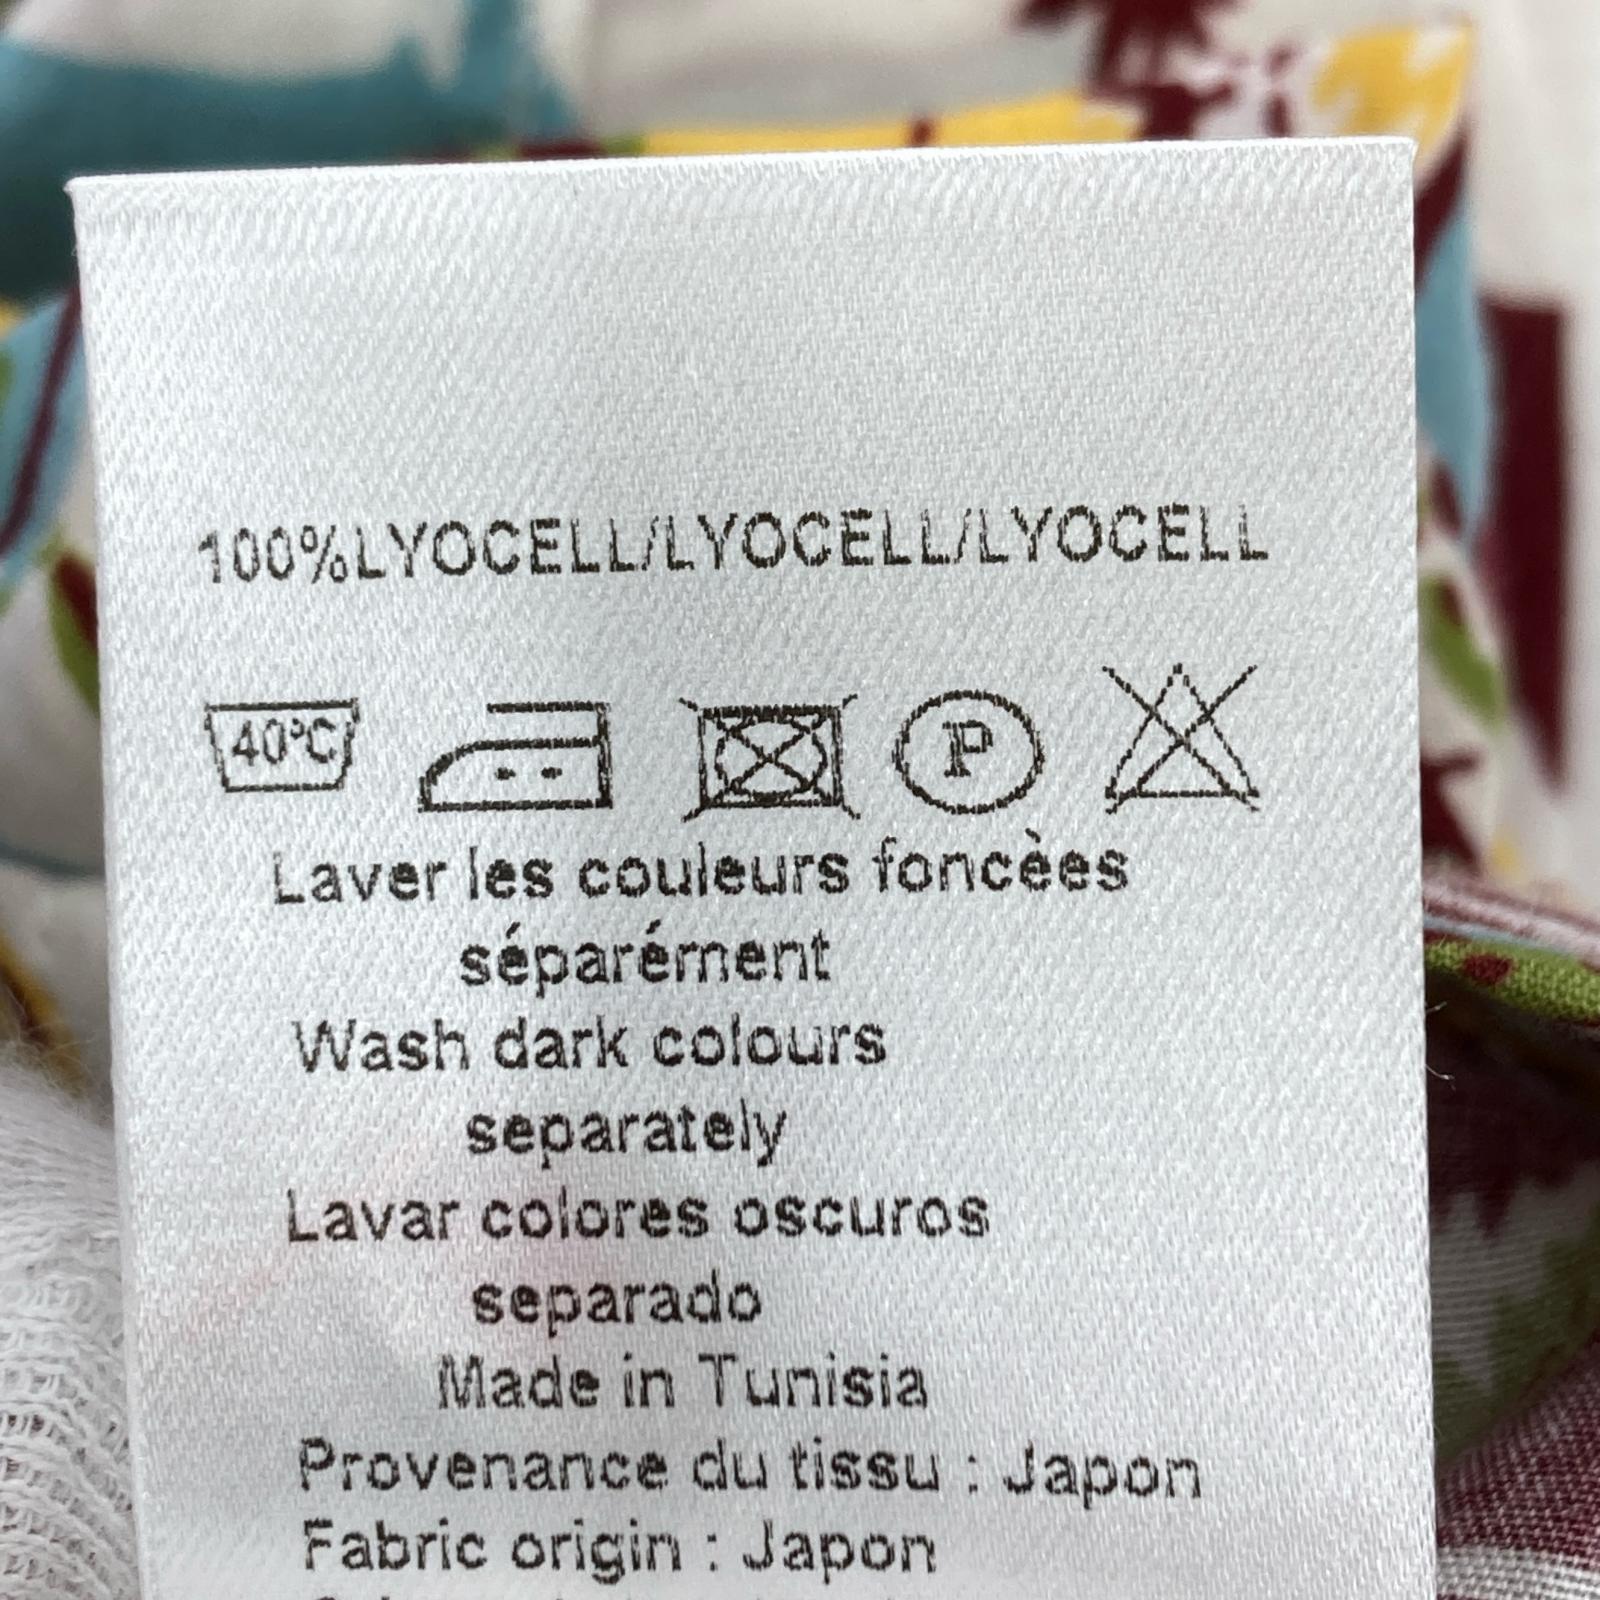 100%LYOCELL/LYOCELL/LYOCELL
40°C P
Laver les couleurs foncèes
séparément
Wash dark colours
separately
Lavar colores oscuros
separado
Made in Tunisia
Provenance du tissu : Japon
Fabric origin : Japon